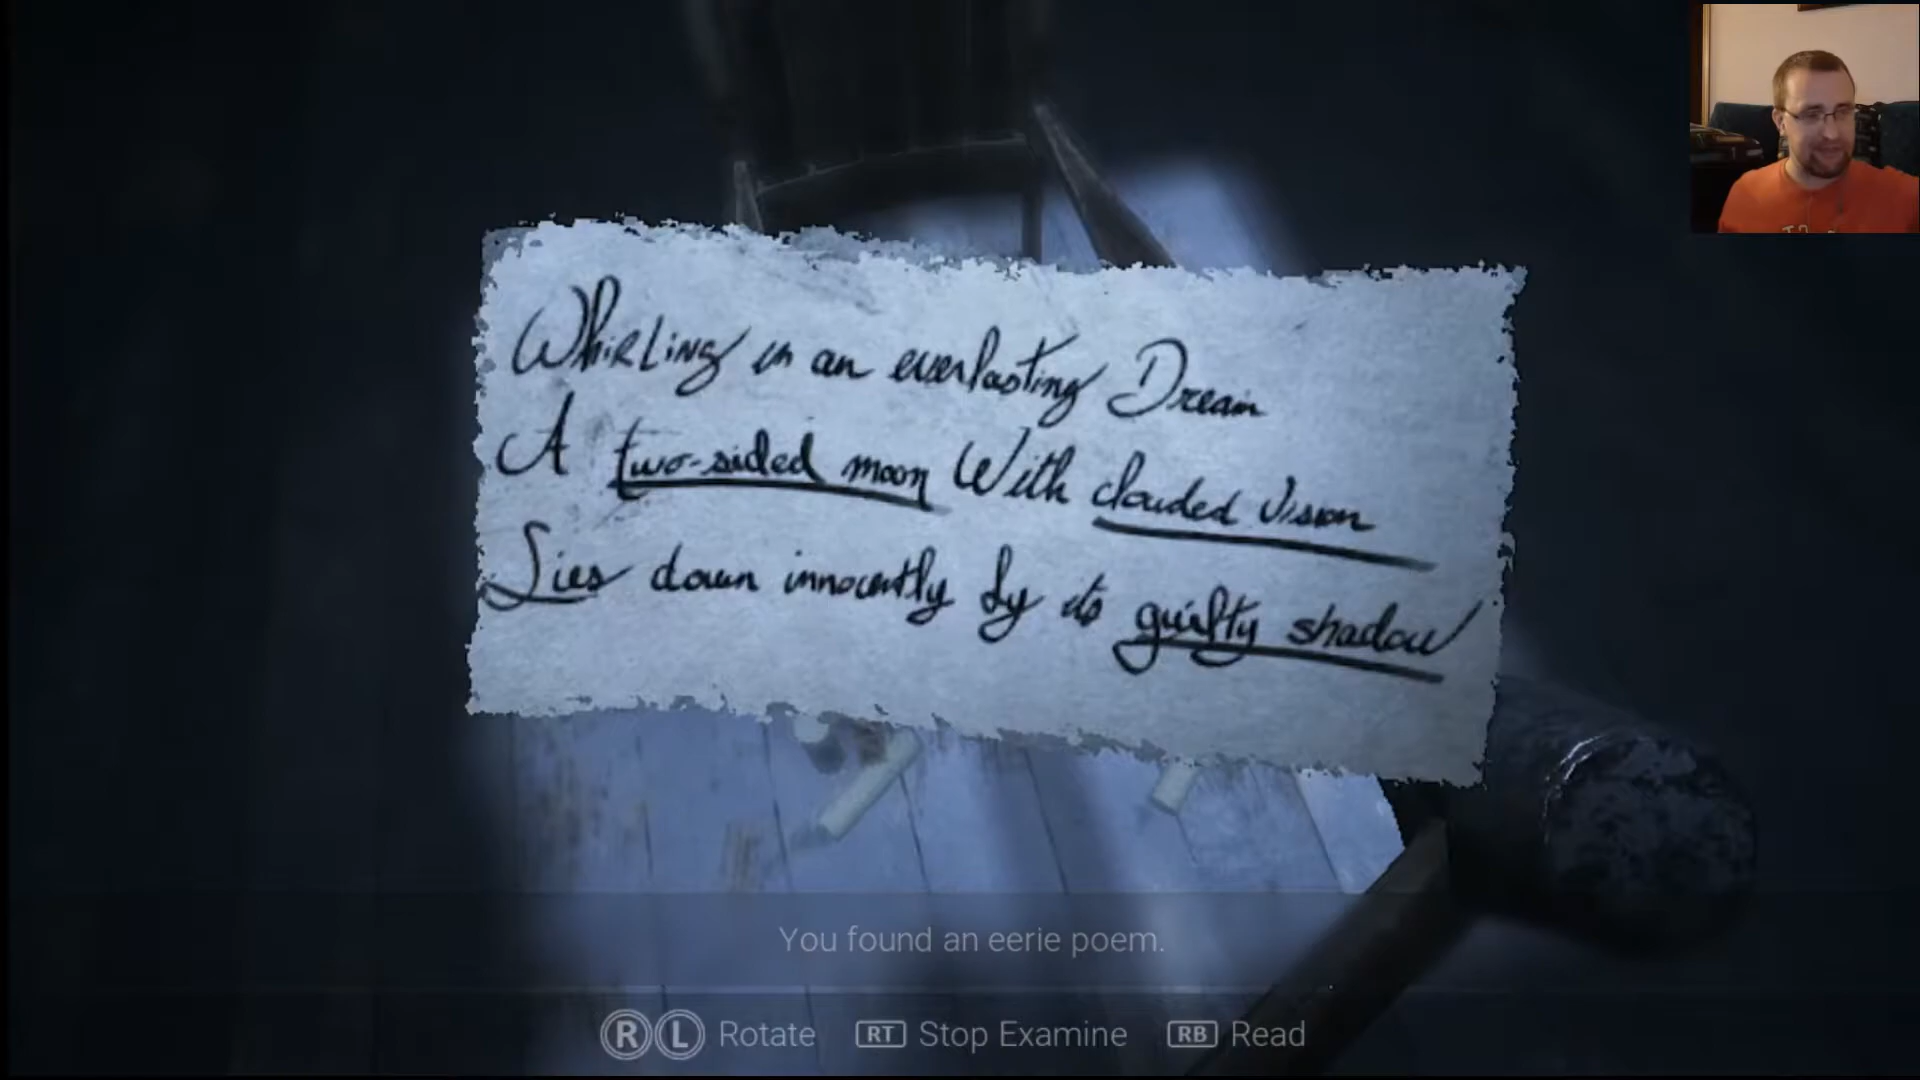 Whirling in an everlasting Dream
A two-sided moon With clouded Vision
Lies down innocently by its guilty shadow
You found an eerie poem.
R L Rotate RT Stop Examine RB Read